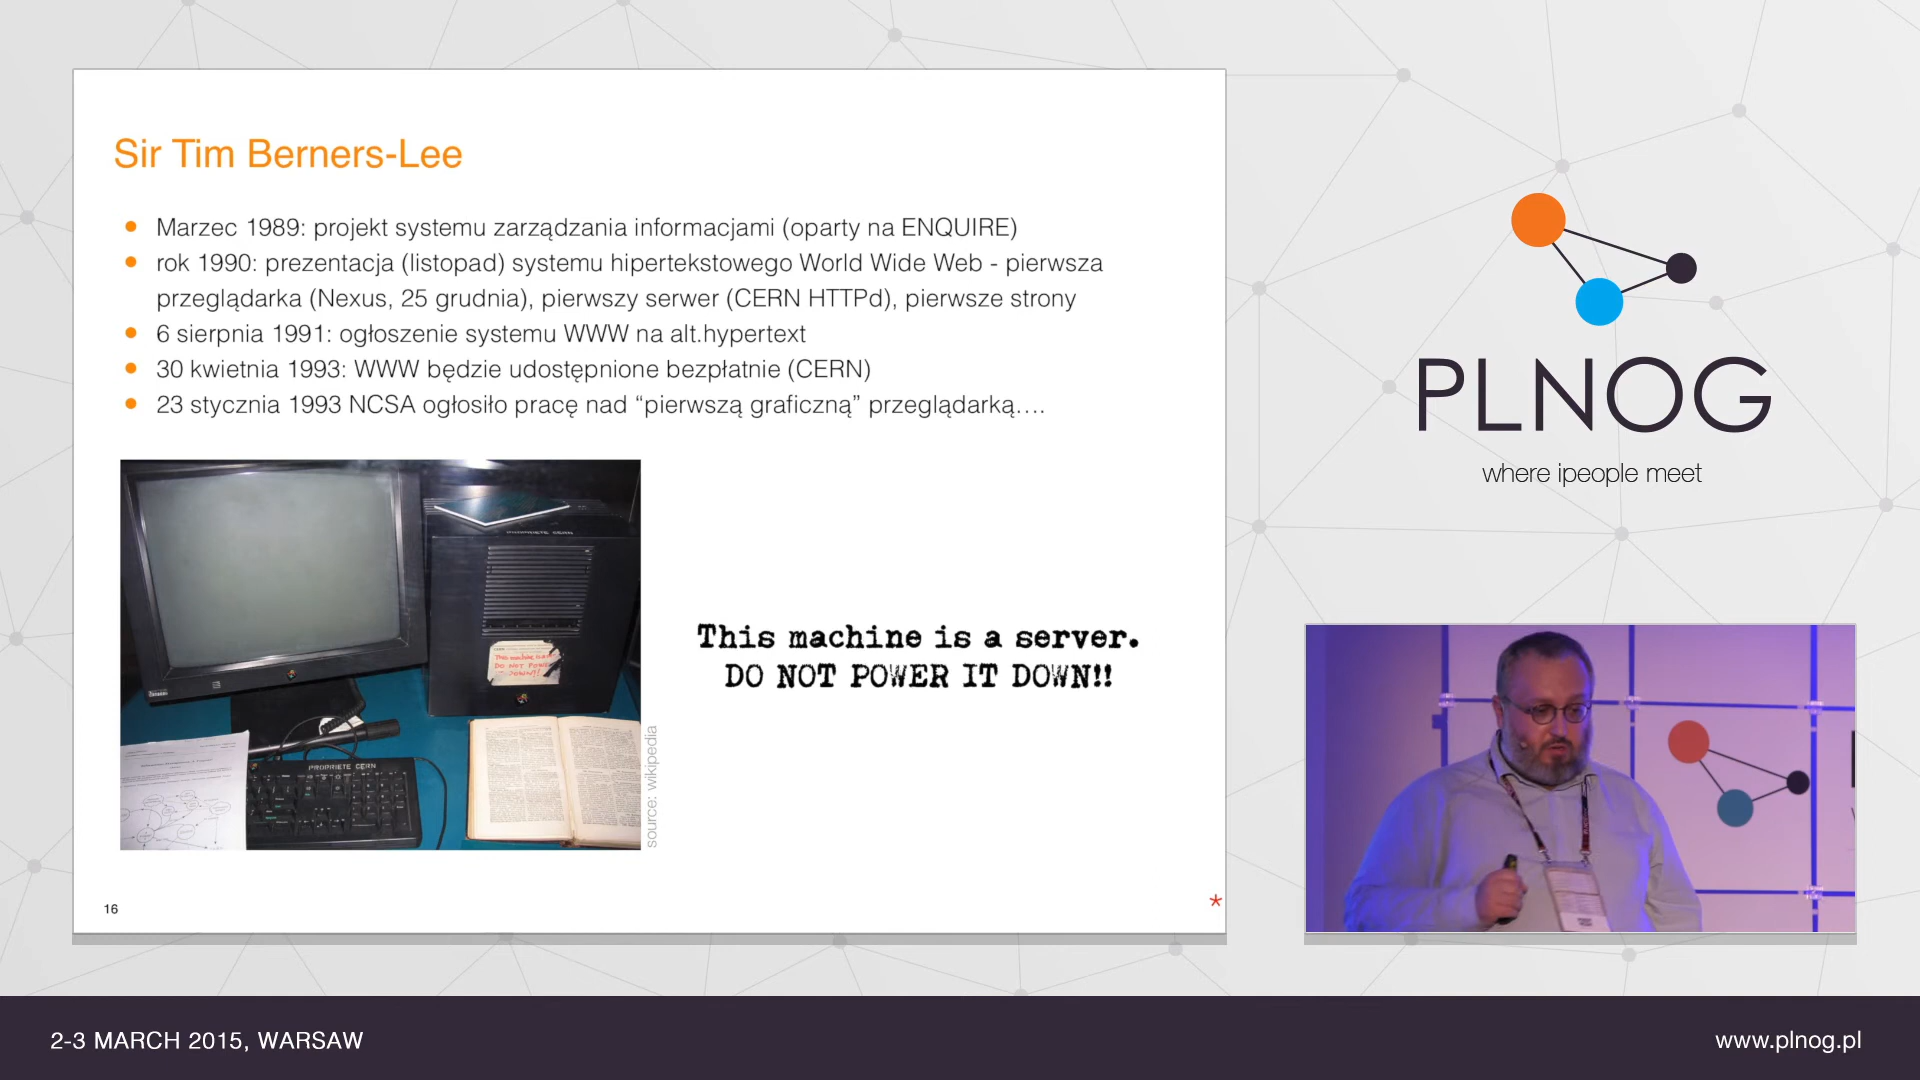 Sir Tim Berners-Lee
Marzec 1989: projekt systemu zarządzania informacjami (oparty na ENQUIRE)
rok 1990: prezentacja (listopad) systemu hipertekstowego World Wide Web - pierwsza
przeglądarka (Nexus, 25 grudnia), pierwszy serwer (CERN HTTPd), pierwsze strony
6 sierpnia 1991: ogłoszenie systemu WWW na alt.hypertext
30 kwietnia 1993: WWW będzie udostępnione bezpłatnie (CERN)
23 stycznia 1993 NCSA ogłosiło pracę nad “pierwszą graficzną” przeglądarką....
PROPRIETE CERN
This machine is a server.
DO NOT POWER IT DOWN!!
PROPRIETE CERN
source: wikipedia
16
*
PLNOG
where ipeople meet
2-3 MARCH 2015, WARSAW
www.plnog.pl